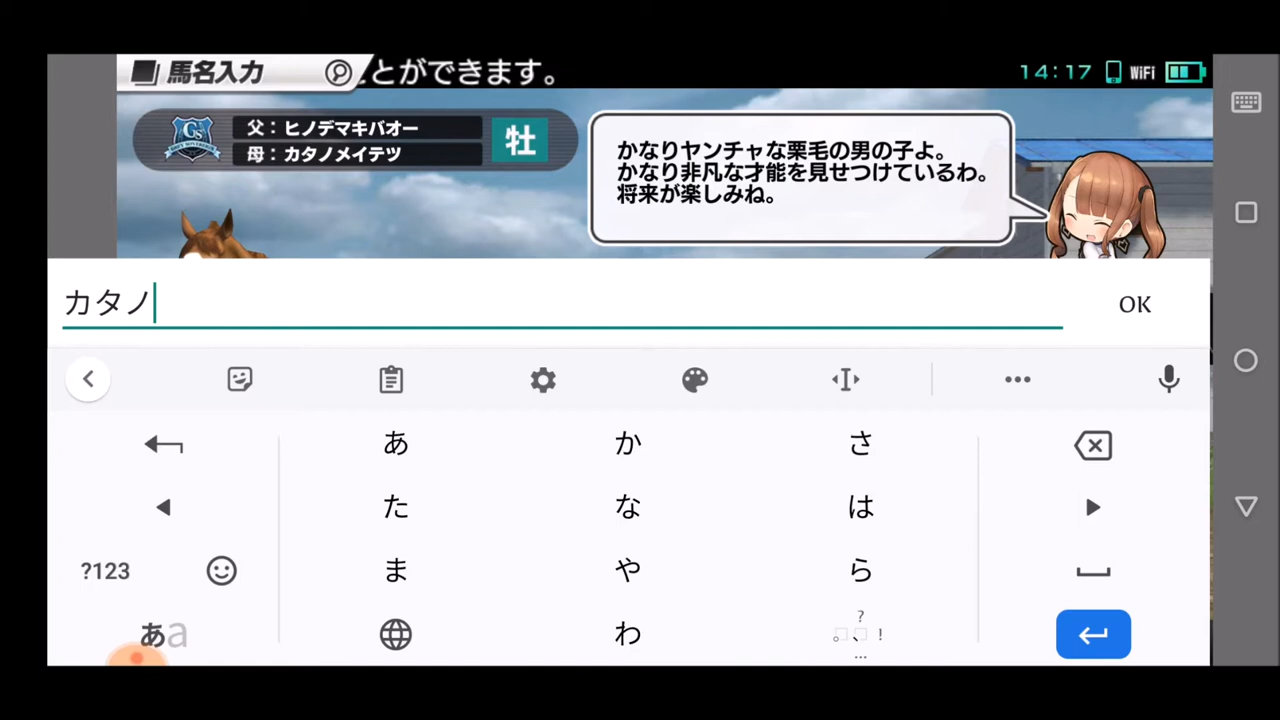 馬名入力
とができます。
14:17
WiFi
父：ヒノデマキバオー
母：カタノメイテツ
牡
GS
かなりヤンチャな栗毛の男の子よ。
かなり非凡な才能を見せつけているわ。
将来が楽しみね。
カタノ
OK
あ か さ
た な は
?123 ま や ら
あa わ 。、?!…